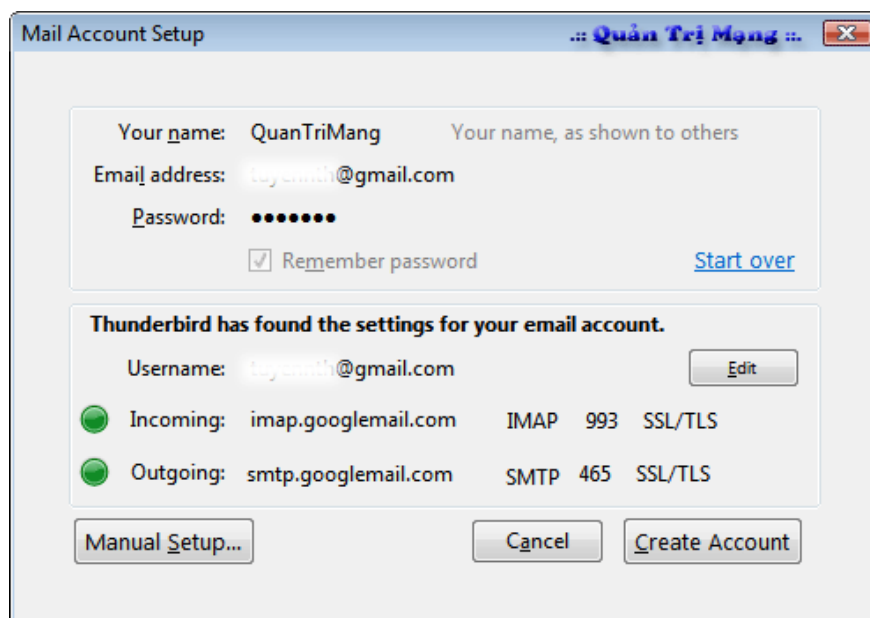 Mail Account Setup .:: Quản Trị Mạng ::.
Your name: QuanTriMang Your name, as shown to others
Email address: @gmail.com
Password: •••••••
Remember password Start over
Thunderbird has found the settings for your email account.
Username: @gmail.com Edit
Incoming: imap.googlemail.com IMAP 993 SSL/TLS
Outgoing: smtp.googlemail.com SMTP 465 SSL/TLS
Manual Setup... Cancel Create Account